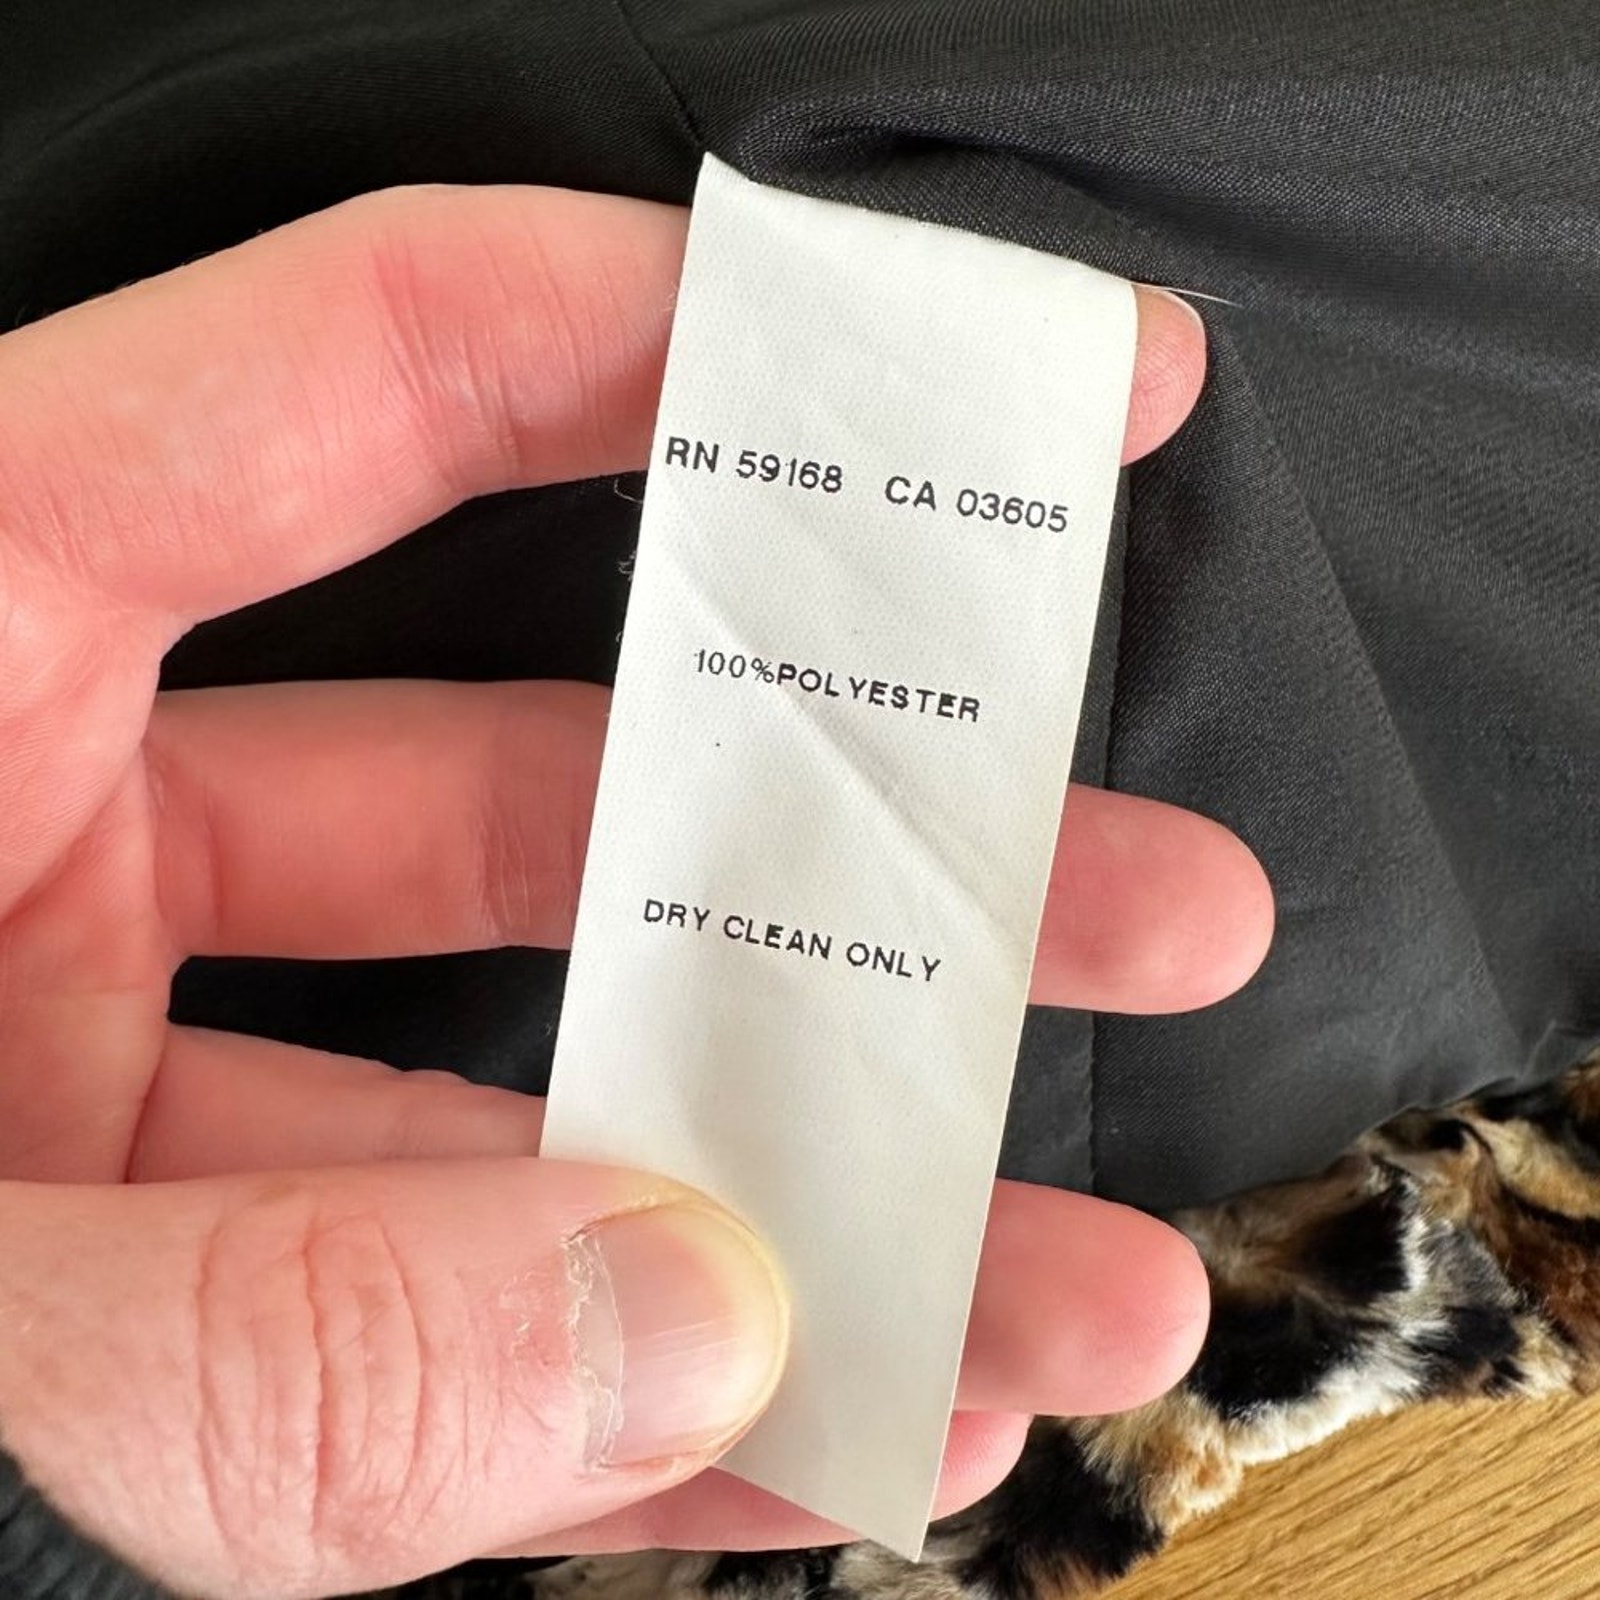 RN 59168 CA 03605
100%POLYESTER
DRY CLEAN ONLY